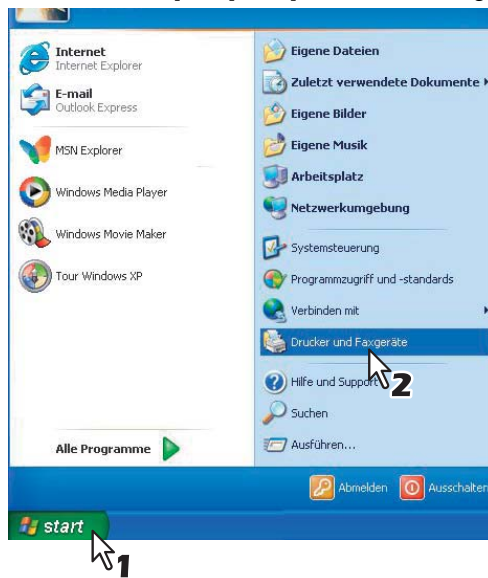 Internet
Internet Explorer
E-mail
Outlook Express
MSN Explorer
Windows Media Player
Windows Movie Maker
Tour Windows XP
Alle Programme
Eigene Dateien
Zuletzt verwendete Dokumente
Eigene Bilder
Eigene Musik
Arbeitsplatz
Netzwerkumgebung
Systemsteuerung
Programmzugriff und -standards
Verbinden mit
Drucker und Faxgeräte
2
Hilfe und Support
Suchen
Ausführen...
Abmelden
Ausschalten
start
1